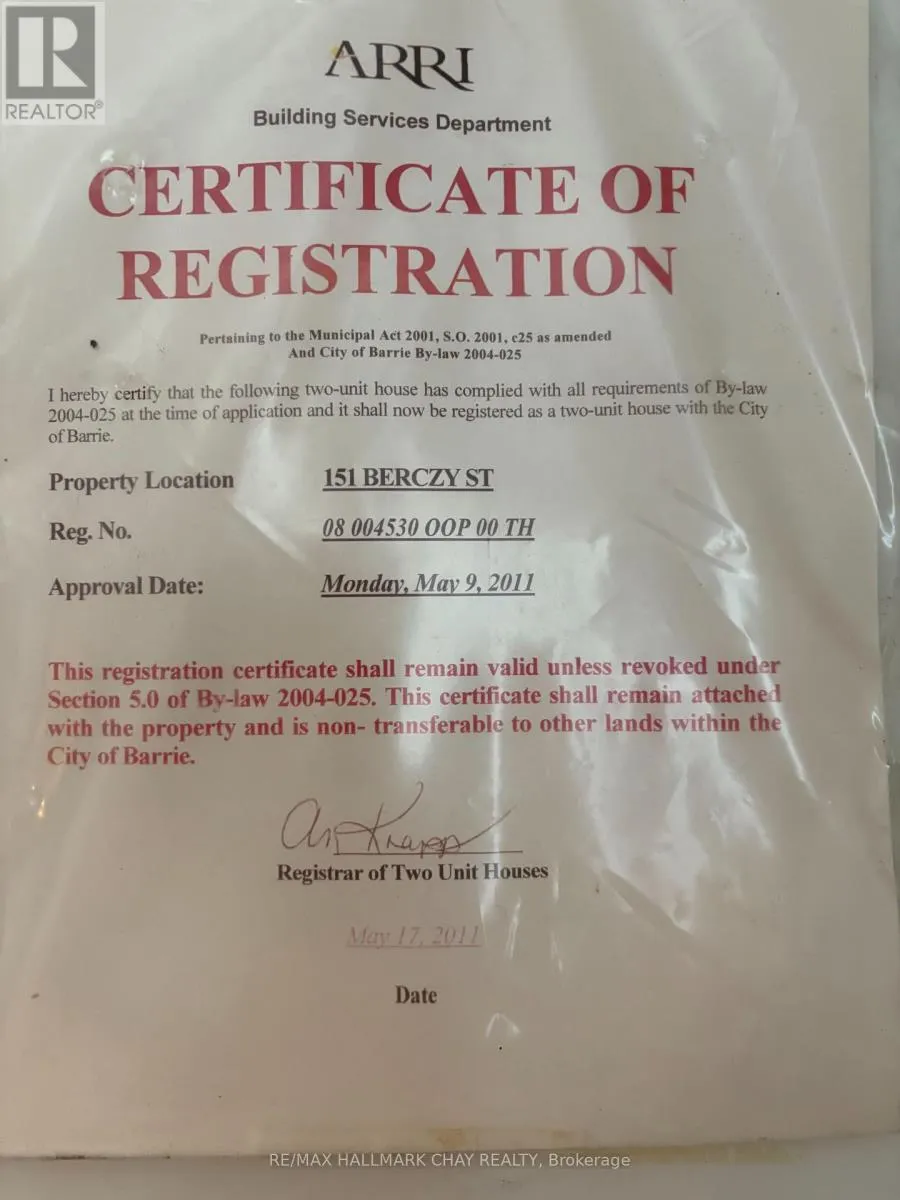 R
REALTOR®
ARRI
Building Services Department
CERTIFICATE OF
REGISTRATION
Pertaining to the Municipal Act 2001, S.O. 2001, c25 as amended
And City of Barrie By-law 2004-025
I hereby certify that the following two-unit house has complied with all requirements of By-law
2004-025 at the time of application and it shall now be registered as a two-unit house with the City
of Barrie.
Property Location 151 BERCZY ST
Reg. No. 08 004530 OOP 00 TH
Approval Date: Monday, May 9, 2011
This registration certificate shall remain valid unless revoked under
Section 5.0 of By-law 2004-025. This certificate shall remain attached
with the property and is non- transferable to other lands within the
City of Barrie.
Registrar of Two Unit Houses
May 17, 2011
Date
RE/MAX HALLMARK CHAY REALTY, Brokerage